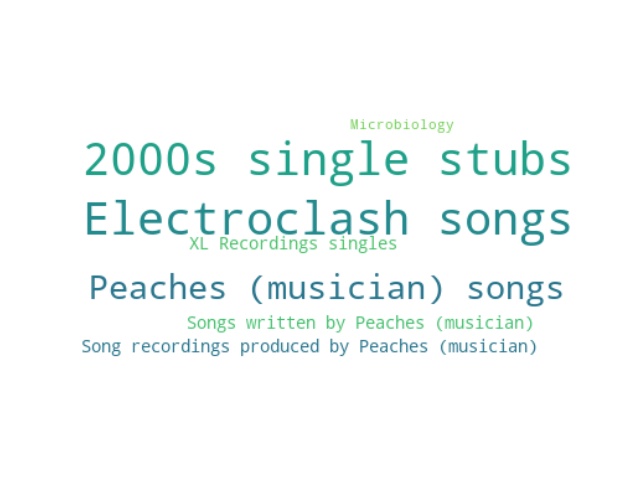 Microbiology
2000s single stubs
Electroclash songs
XL Recordings singles
Peaches (musician) songs
Songs written by Peaches (musician)
Song recordings produced by Peaches (musician)